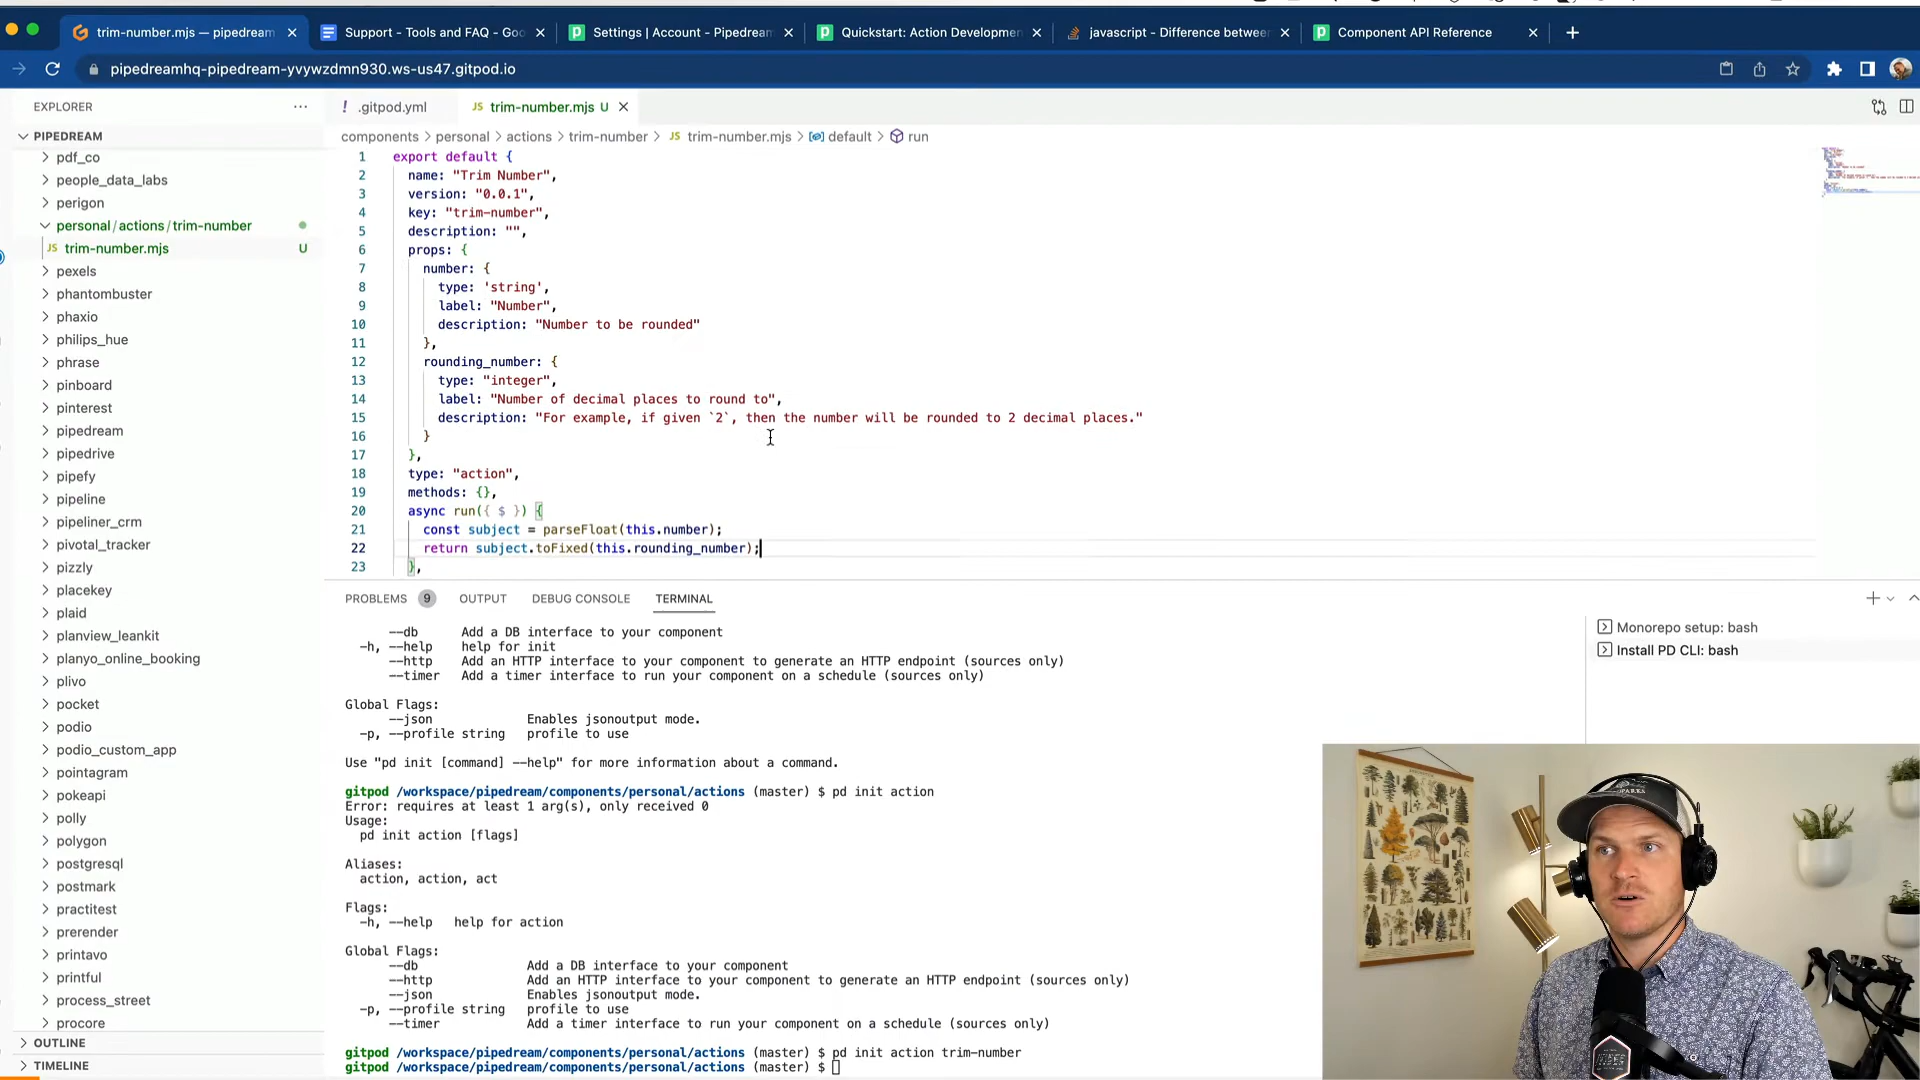 trim-number.mjs — pipedream
Support - Tools and FAQ - Goo
Settings | Account - Pipedream
Quickstart: Action Developmen
javascript - Difference betwee
Component API Reference
pipedreamhq-pipedream-yvywzdmn930.ws-us47.gitpod.io
EXPLORER
PIPEDREAM
pdf_co
people_data_labs
perigon
personal/actions/trim-number
JS trim-number.mjs U
pexels
phantombuster
phaxio
philips_hue
phrase
pinboard
pinterest
pipedream
pipedrive
pipefy
pipeline
pipeliner_crm
pivotal_tracker
pizzly
placekey
plaid
planview_leankit
planyo_online_booking
plivo
pocket
podio
podio_custom_app
pointagram
pokeapi
polly
polygon
postgresql
postmark
practitest
prerender
printavo
printful
process_street
procore
OUTLINE
TIMELINE
! .gitpod.yml
JS trim-number.mjs U
components > personal > actions > trim-number > JS trim-number.mjs > default > run
1 export default {
2 name: "Trim Number",
3 version: "0.0.1",
4 key: "trim-number",
5 description: "",
6 props: {
7 number: {
8 type: 'string',
9 label: "Number",
10 description: "Number to be rounded"
11 },
12 rounding_number: {
13 type: "integer",
14 label: "Number of decimal places to round to",
15 description: "For example, if given `2`, then the number will be rounded to 2 decimal places."
16 }
17 },
18 type: "action",
19 methods: {},
20 async run({ $ }) {
21 const subject = parseFloat(this.number);
22 return subject.toFixed(this.rounding_number);
23 },
PROBLEMS 9 OUTPUT DEBUG CONSOLE TERMINAL
--db Add a DB interface to your component
-h, --help help for init
--http Add an HTTP interface to your component to generate an HTTP endpoint (sources only)
--timer Add a timer interface to run your component on a schedule (sources only)
Global Flags:
--json Enables jsonoutput mode.
-p, --profile string profile to use
Use "pd init [command] --help" for more information about a command.
gitpod /workspace/pipedream/components/personal/actions (master) $ pd init action
Error: requires at least 1 arg(s), only received 0
Usage:
pd init action [flags]
Aliases:
action, action, act
Flags:
-h, --help help for action
Global Flags:
--db Add a DB interface to your component
--http Add an HTTP interface to your component to generate an HTTP endpoint (sources only)
--json Enables jsonoutput mode.
-p, --profile string profile to use
--timer Add a timer interface to run your component on a schedule (sources only)
gitpod /workspace/pipedream/components/personal/actions (master) $ pd init action trim-number
gitpod /workspace/pipedream/components/personal/actions (master) $
Monorepo setup: bash
Install PD CLI: bash